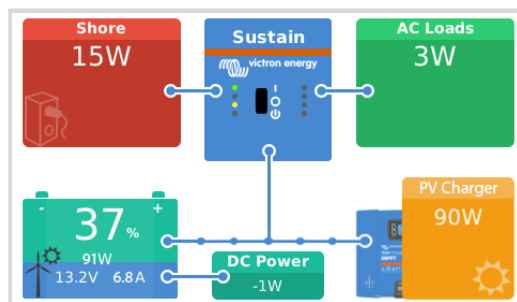 Shore
15W
Sustain
victron energy
AC Loads
3W
- +
37%
91W
13.2V 6.8A
DC Power
-1W
PV Charger
90W